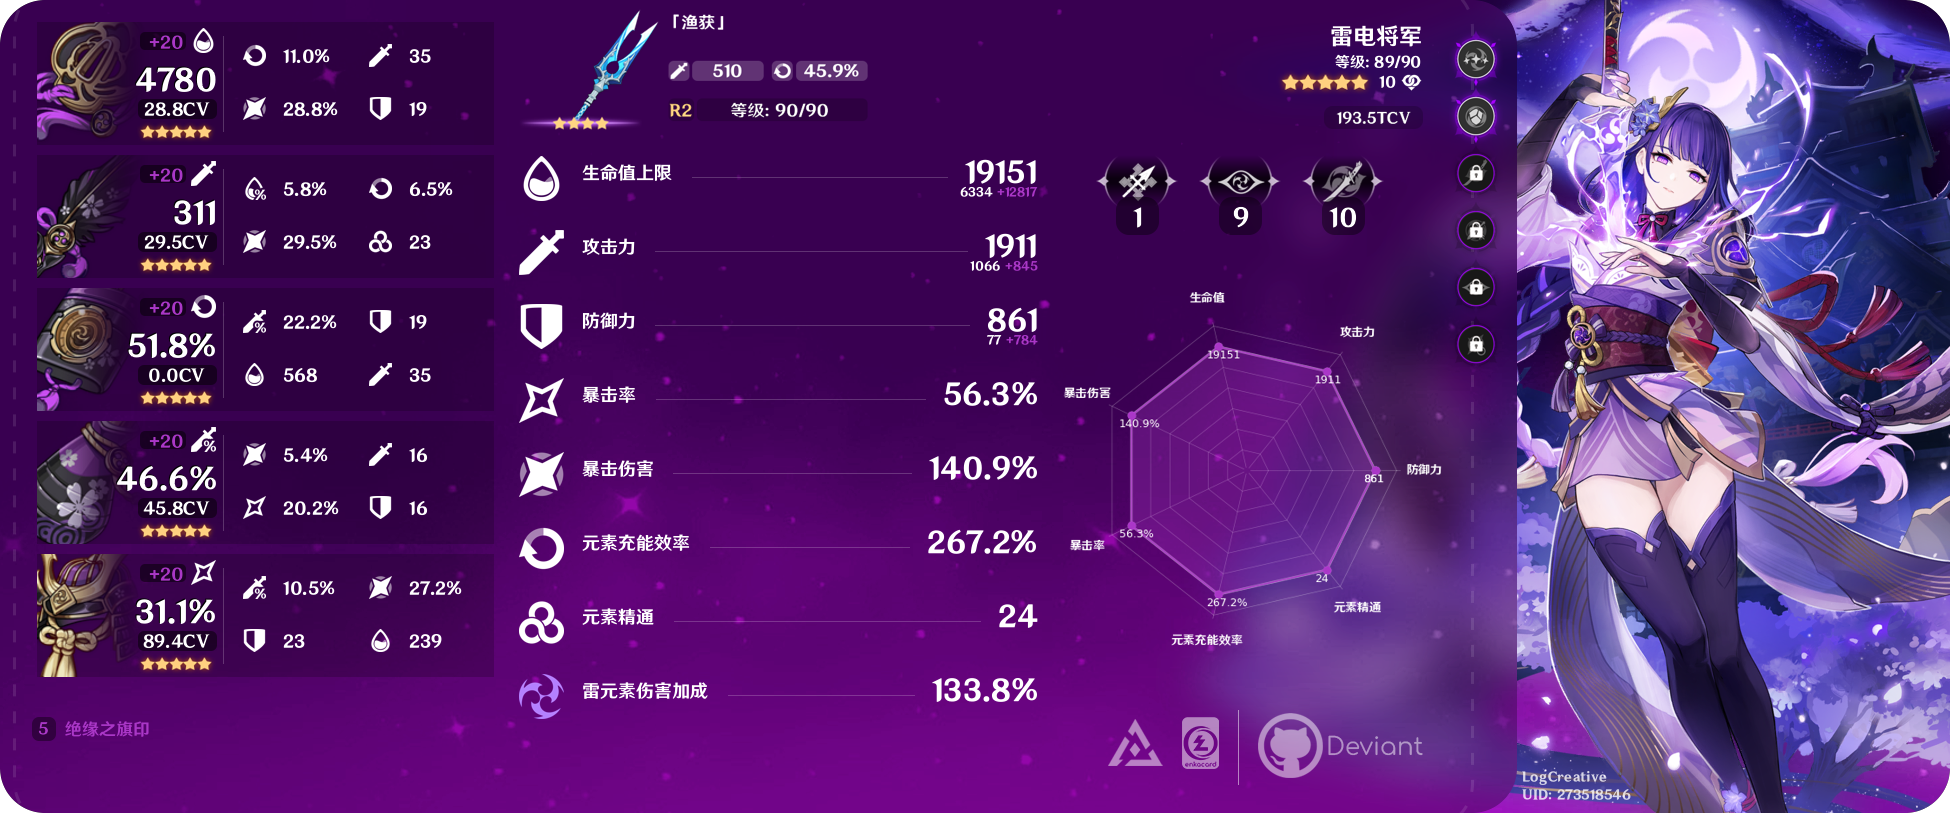 +20
4780
28.8CV
11.0%
35
28.8%
19
+20
311
29.5CV
5.8%
6.5%
29.5%
23
+20
51.8%
0.0CV
22.2%
19
568
35
+20
46.6%
45.8CV
5.4%
16
20.2%
16
+20
31.1%
89.4CV
10.5%
27.2%
23
239
5 绝缘之旗印
「渔获」
510 45.9%
R2 等级: 90/90
生命值上限 19151
6334 +12817
攻击力 1911
1066 +845
防御力 861
77 +784
暴击率 56.3%
暴击伤害 140.9%
元素充能效率 267.2%
元素精通 24
雷元素伤害加成 133.8%
雷电将军
等级: 89/90
10
193.5TCV
1 9 10
生命值
19151
攻击力
1911
防御力
861
元素精通
24
元素充能效率
267.2%
暴击率
56.3%
暴击伤害
140.9%
enkacard
Deviant
LogCreative
UID: 273518546